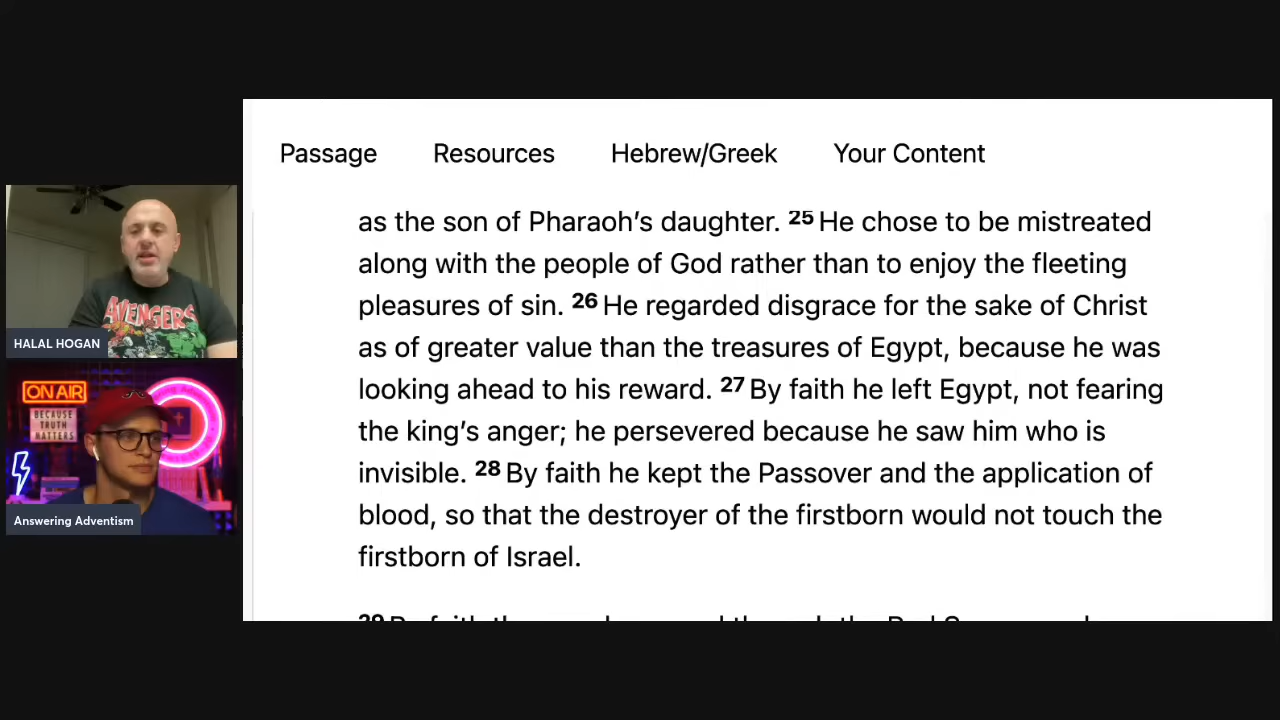 Passage Resources Hebrew/Greek Your Content
as the son of Pharaoh’s daughter. 25 He chose to be mistreated
along with the people of God rather than to enjoy the fleeting
pleasures of sin. 26 He regarded disgrace for the sake of Christ
as of greater value than the treasures of Egypt, because he was
looking ahead to his reward. 27 By faith he left Egypt, not fearing
the king’s anger; he persevered because he saw him who is
invisible. 28 By faith he kept the Passover and the application of
blood, so that the destroyer of the firstborn would not touch the
firstborn of Israel.
AVENGERS
HALAL HOGAN
ON AIR
BECAUSE
TRUTH
MATTERS
Answering Adventism